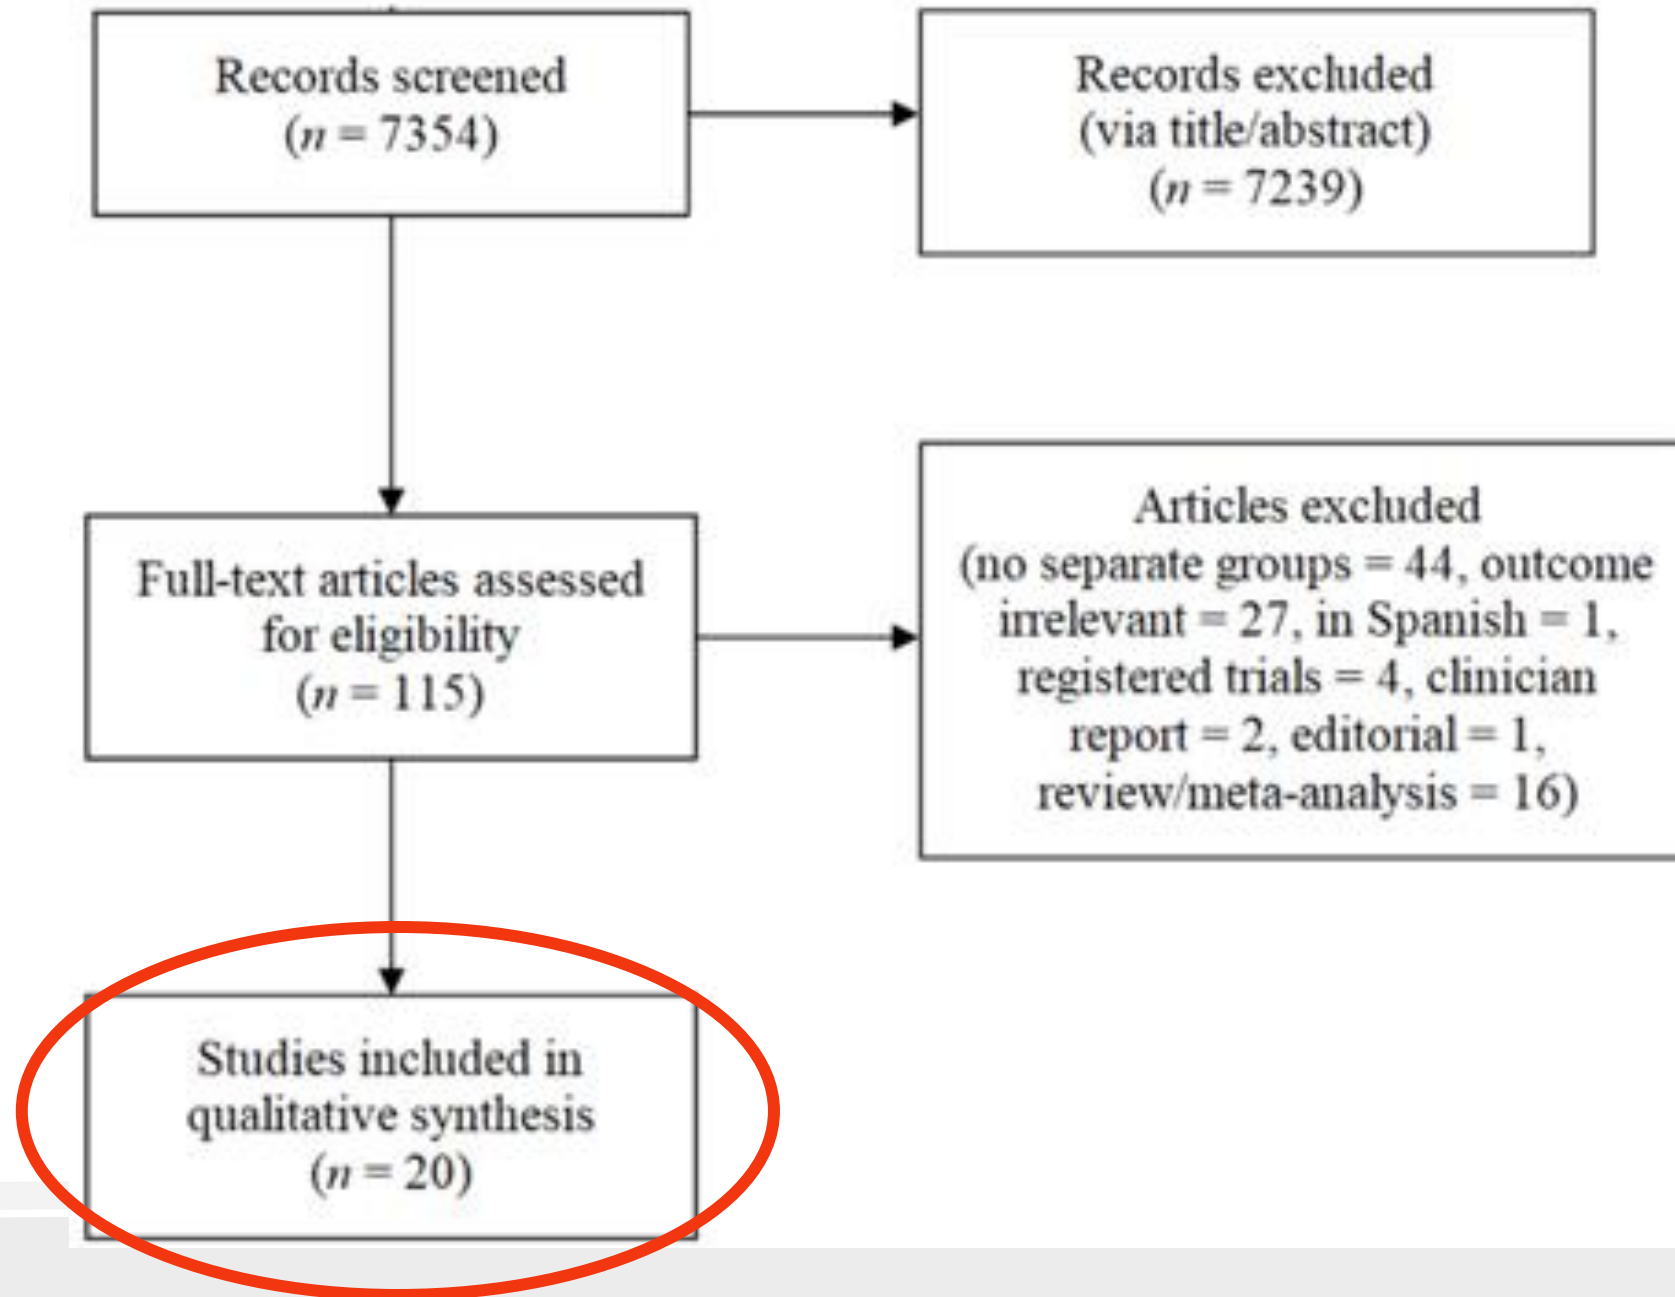 Records screened
(n = 7354)
Records excluded
(via title/abstract)
(n = 7239)
Full-text articles assessed
for eligibility
(n = 115)
Articles excluded
(no separate groups = 44, outcome
irrelevant = 27, in Spanish = 1,
registered trials = 4, clinician
report = 2, editorial = 1,
review/meta-analysis = 16)
Studies included in
qualitative synthesis
(n = 20)